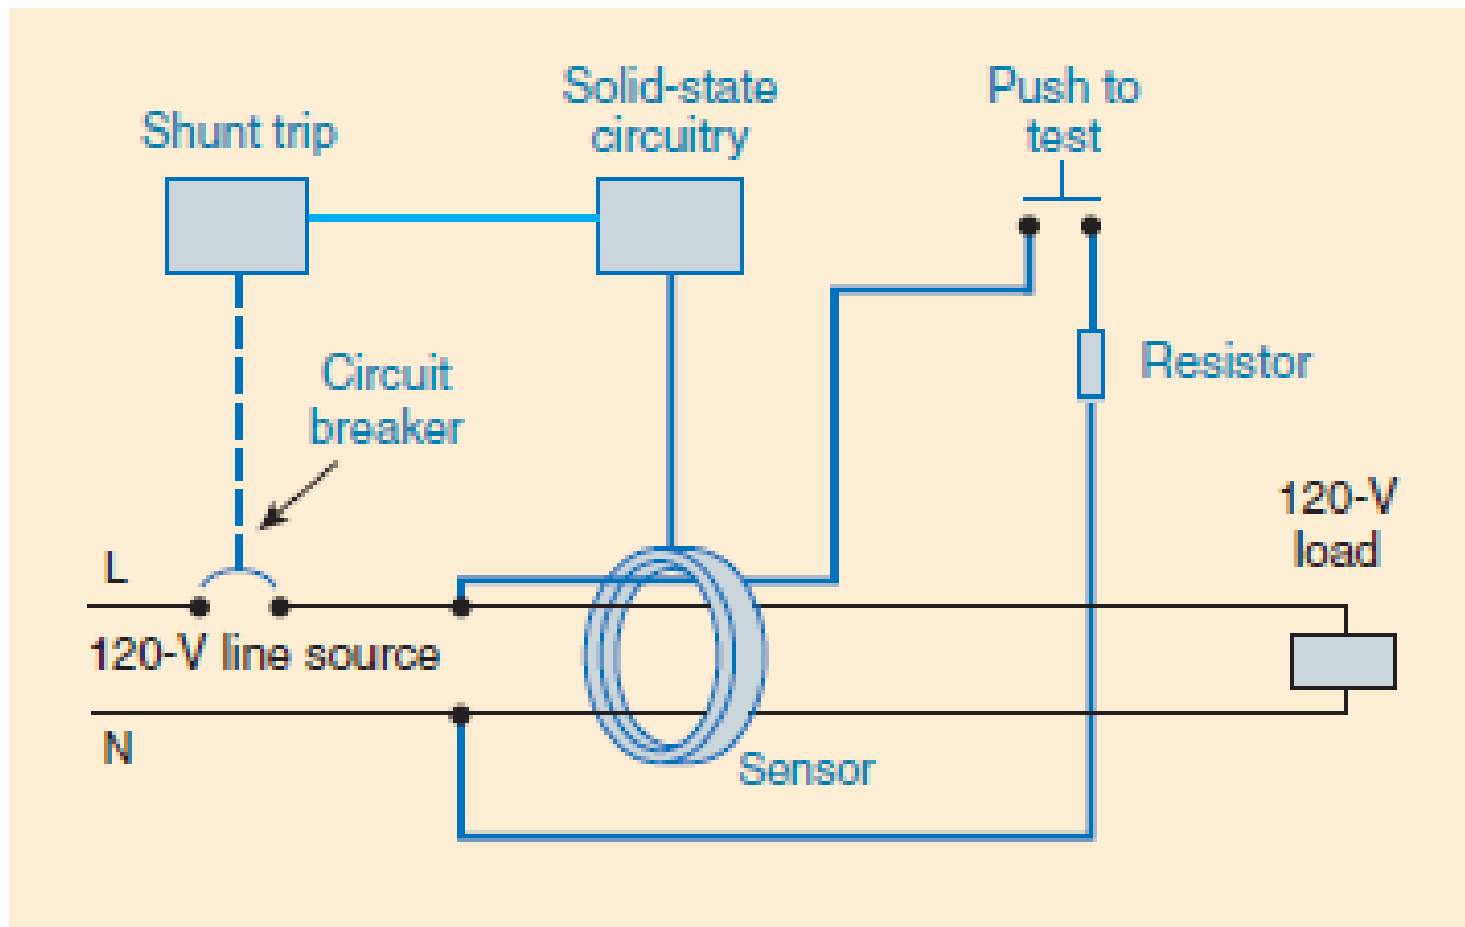 Solid-state
circuitry
Push to
test
Shunt trip
Circuit
breaker
Resistor
120-V
load
L
120-V line source
N
Sensor